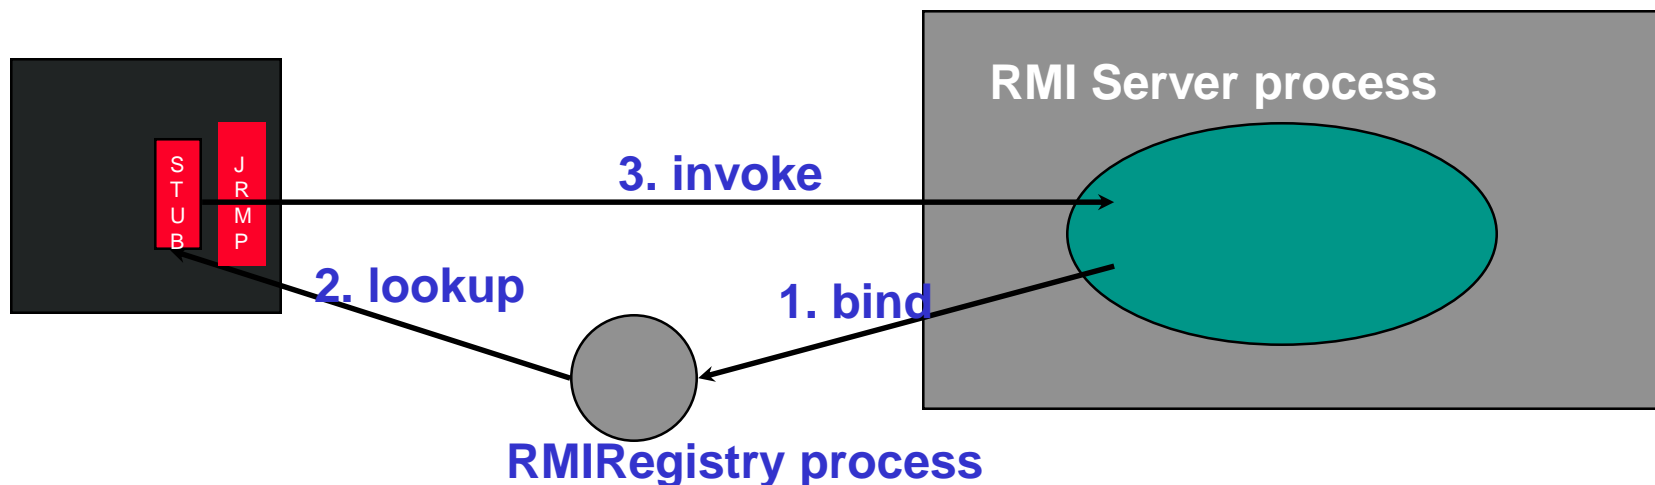 RMI Server process
S
T
U
B
J
R
M
P
3. invoke
2. lookup
1. bind
RMIRegistry process